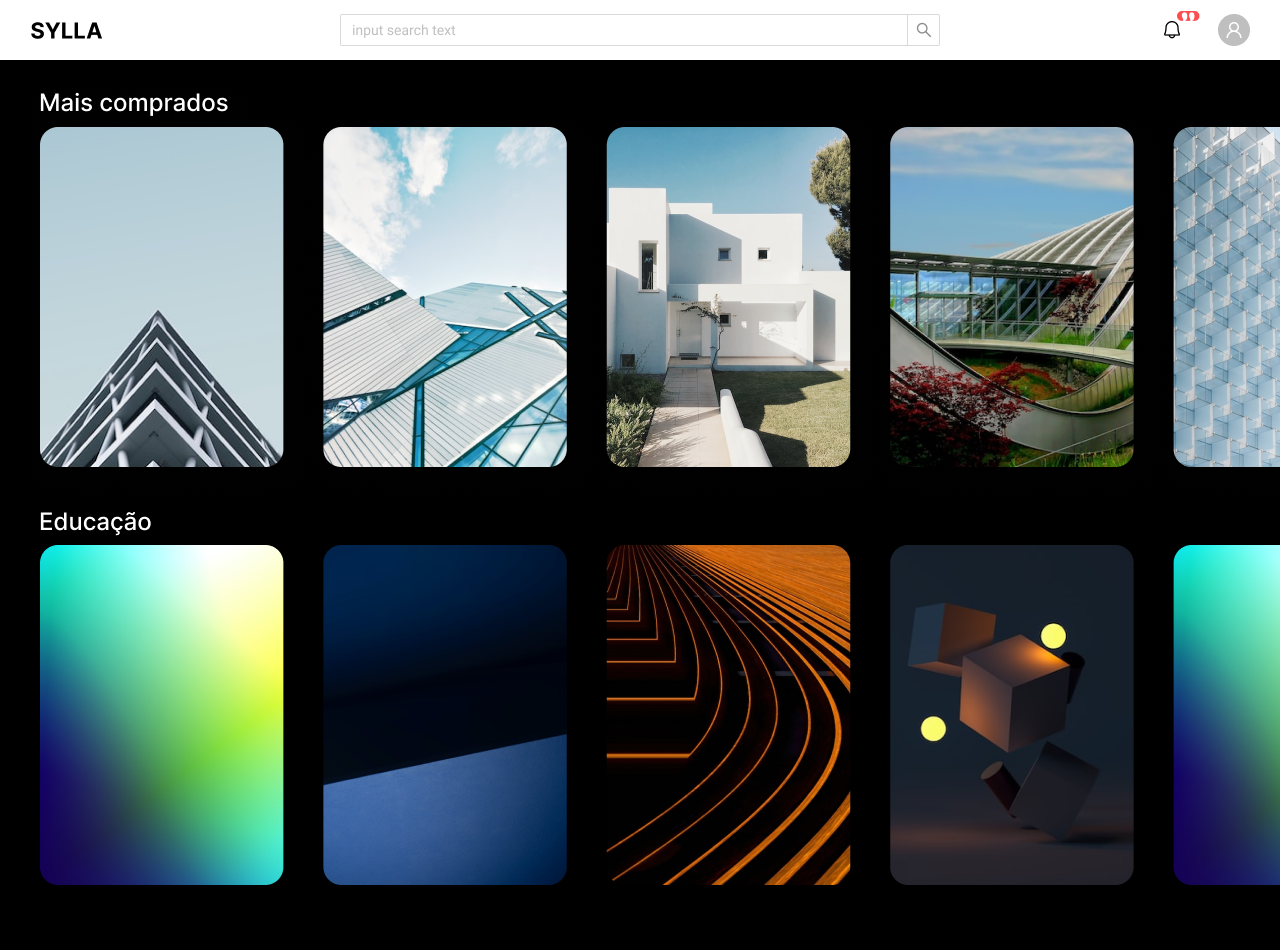 SYLLA
input search text
Mais comprados
Educação